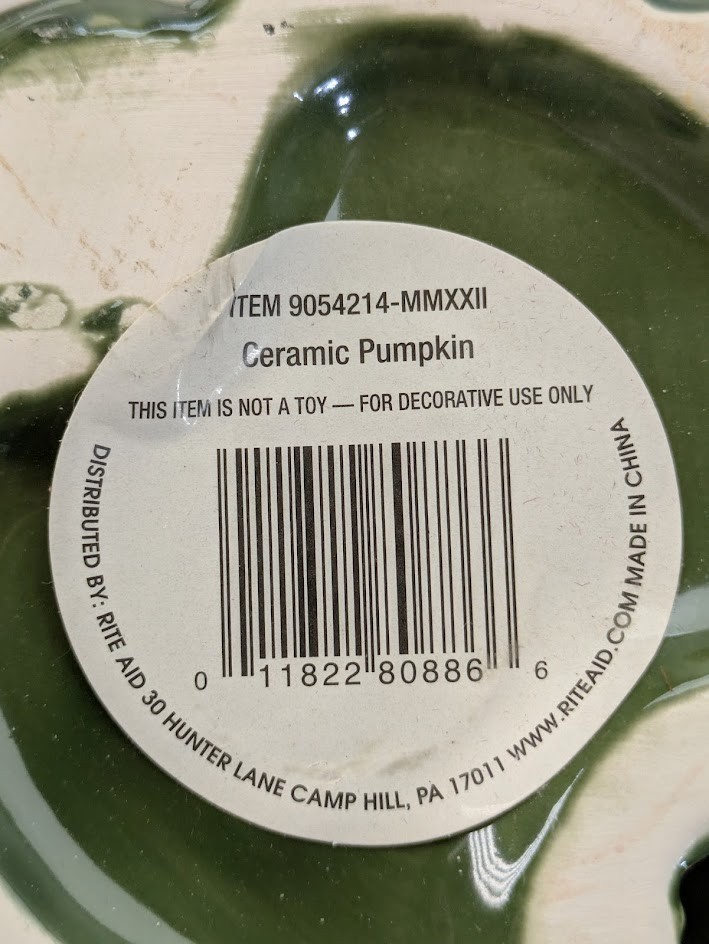 ITEM 9054214-MMXXII
Ceramic Pumpkin
THIS ITEM IS NOT A TOY — FOR DECORATIVE USE ONLY
0 11822 80886 6
DISTRIBUTED BY: RITE AID 30 HUNTER LANE CAMP HILL, PA 17011 WWW.RITEAID.COM MADE IN CHINA